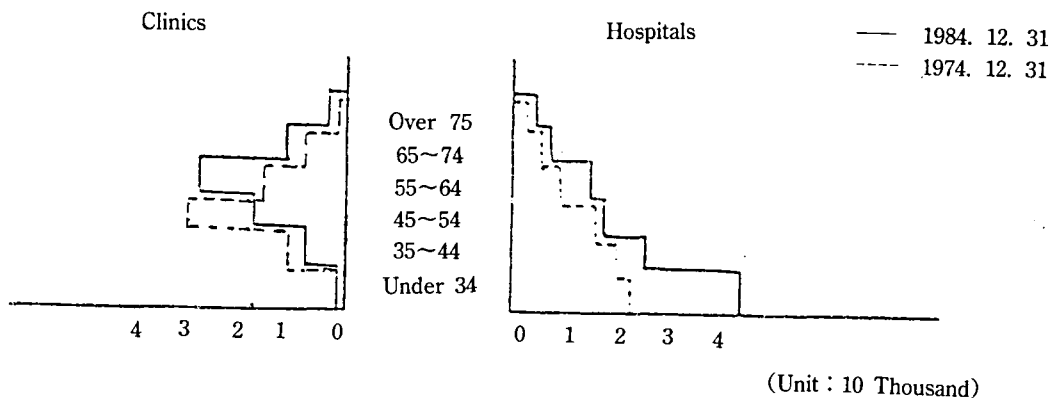 Clinics
Hospitals
1984. 12. 31
1974. 12. 31
Over 75
65~74
55~64
45~54
35~44
Under 34
4 3 2 1 0
0 1 2 3 4
(Unit : 10 Thousand)